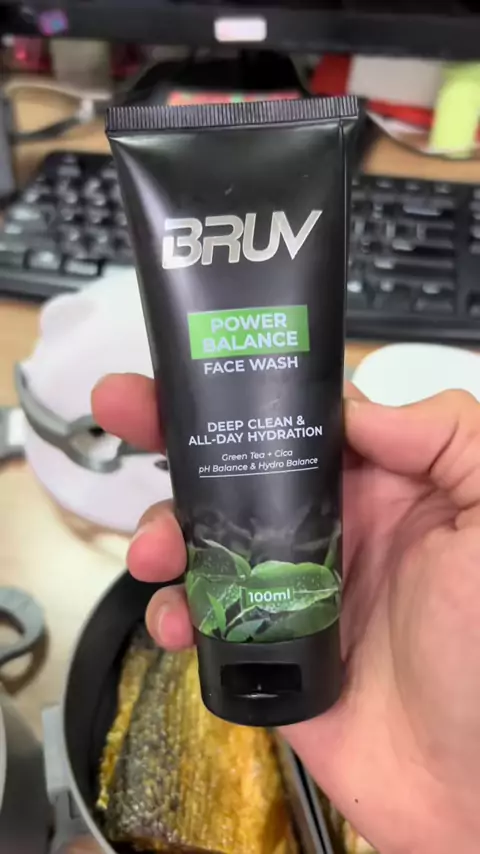 BRUV
POWER
BALANCE
FACE WASH
DEEP CLEAN &
ALL-DAY HYDRATION
Green Tea + Cica
pH Balance & Hydro Balance
100ml